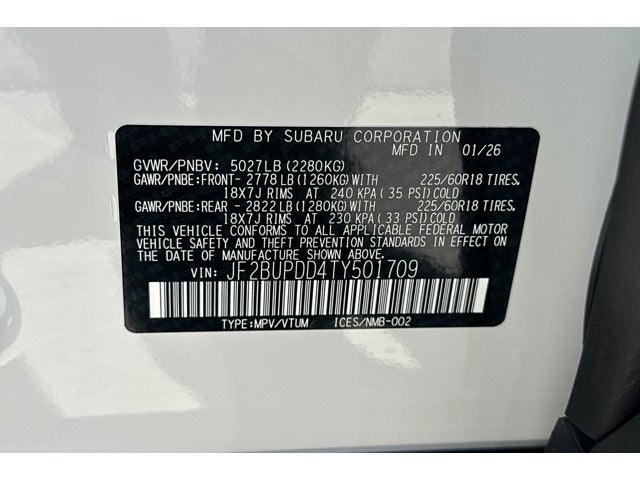 MFD BY SUBARU CORPORATION
MFD IN 01/26
GVWR/PNBV: 5027LB (2280KG)
GAWR/PNBE:FRONT- 2778 LB (1260KG) WITH 225/60R18 TIRES,
18X7J RIMS AT 240 KPA ( 35 PSI) COLD
GAWR/PNBE:REAR - 2822 LB (1280KG) WITH 225/60R18 TIRES,
18X7J RIMS AT 230 KPA ( 33 PSI) COLD
THIS VEHICLE CONFORMS TO ALL APPLICABLE FEDERAL MOTOR
VEHICLE SAFETY AND THEFT PREVENTION STANDARDS IN EFFECT ON
THE DATE OF MANUFACTURE SHOWN ABOVE.
VIN: JF2BUPDD4TY501709
TYPE:MPV/VTUM ICES/NMB-002